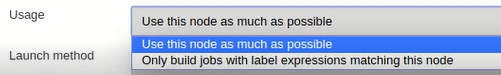 Usage
Use this node as much as possible
Use this node as much as possible
Only build jobs with label expressions matching this node
Launch method